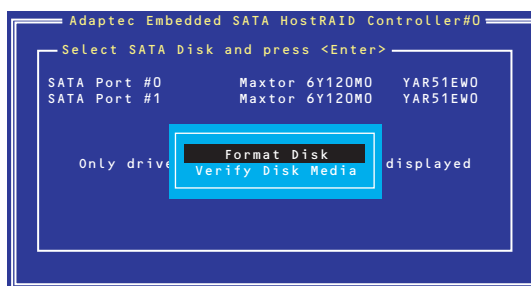 Adaptec Embedded SATA HostRAID Controller#0
Select SATA Disk and press <Enter>
SATA Port #0 Maxtor 6Y120M0 YAR51EW0
SATA Port #1 Maxtor 6Y120M0 YAR51EW0
Format Disk
Only drive displayed
Verify Disk Media